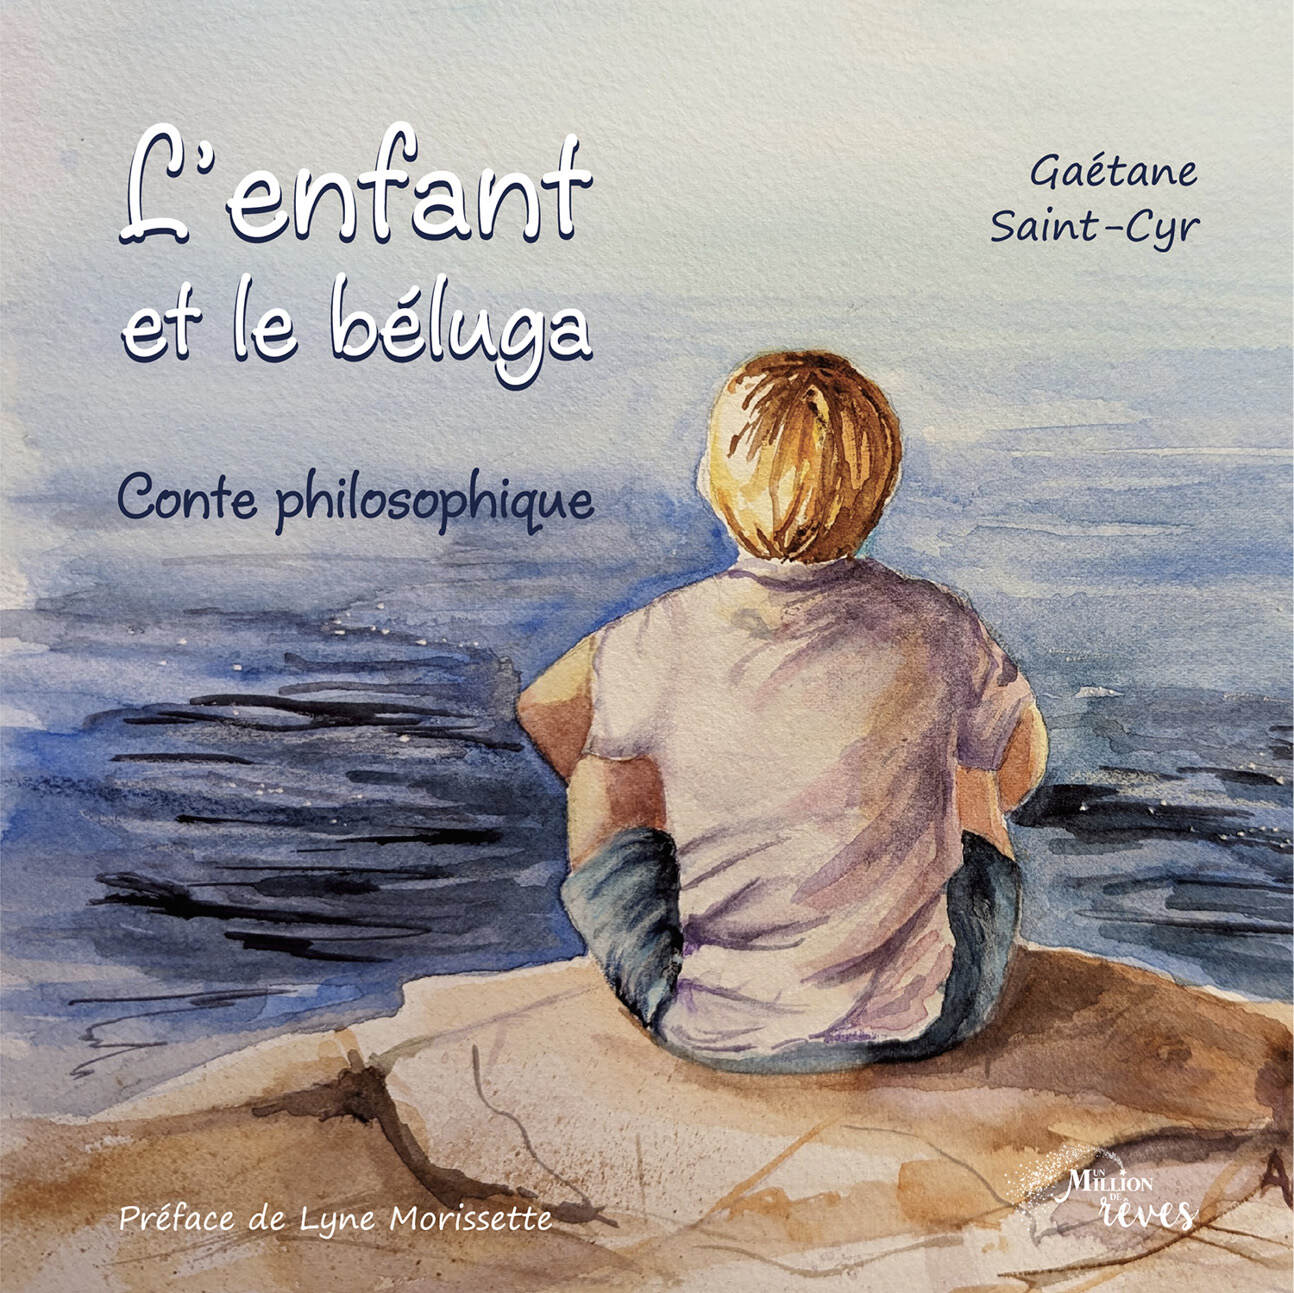 L'enfant
et le béluga
Gaétane
Saint-Cyr
Conte philosophique
Préface de Lyne Morissette
UN
MILLION
DE
rêves